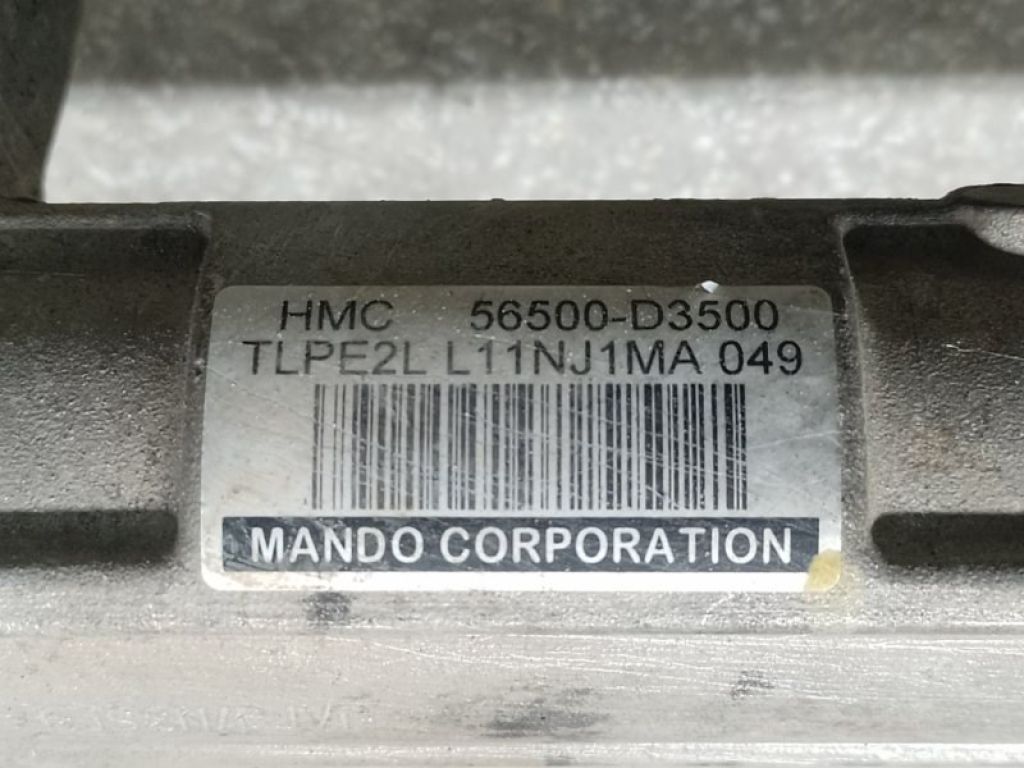 HMC 56500-D3500
TLPE2L L11NJ1MA 049
MANDO CORPORATION